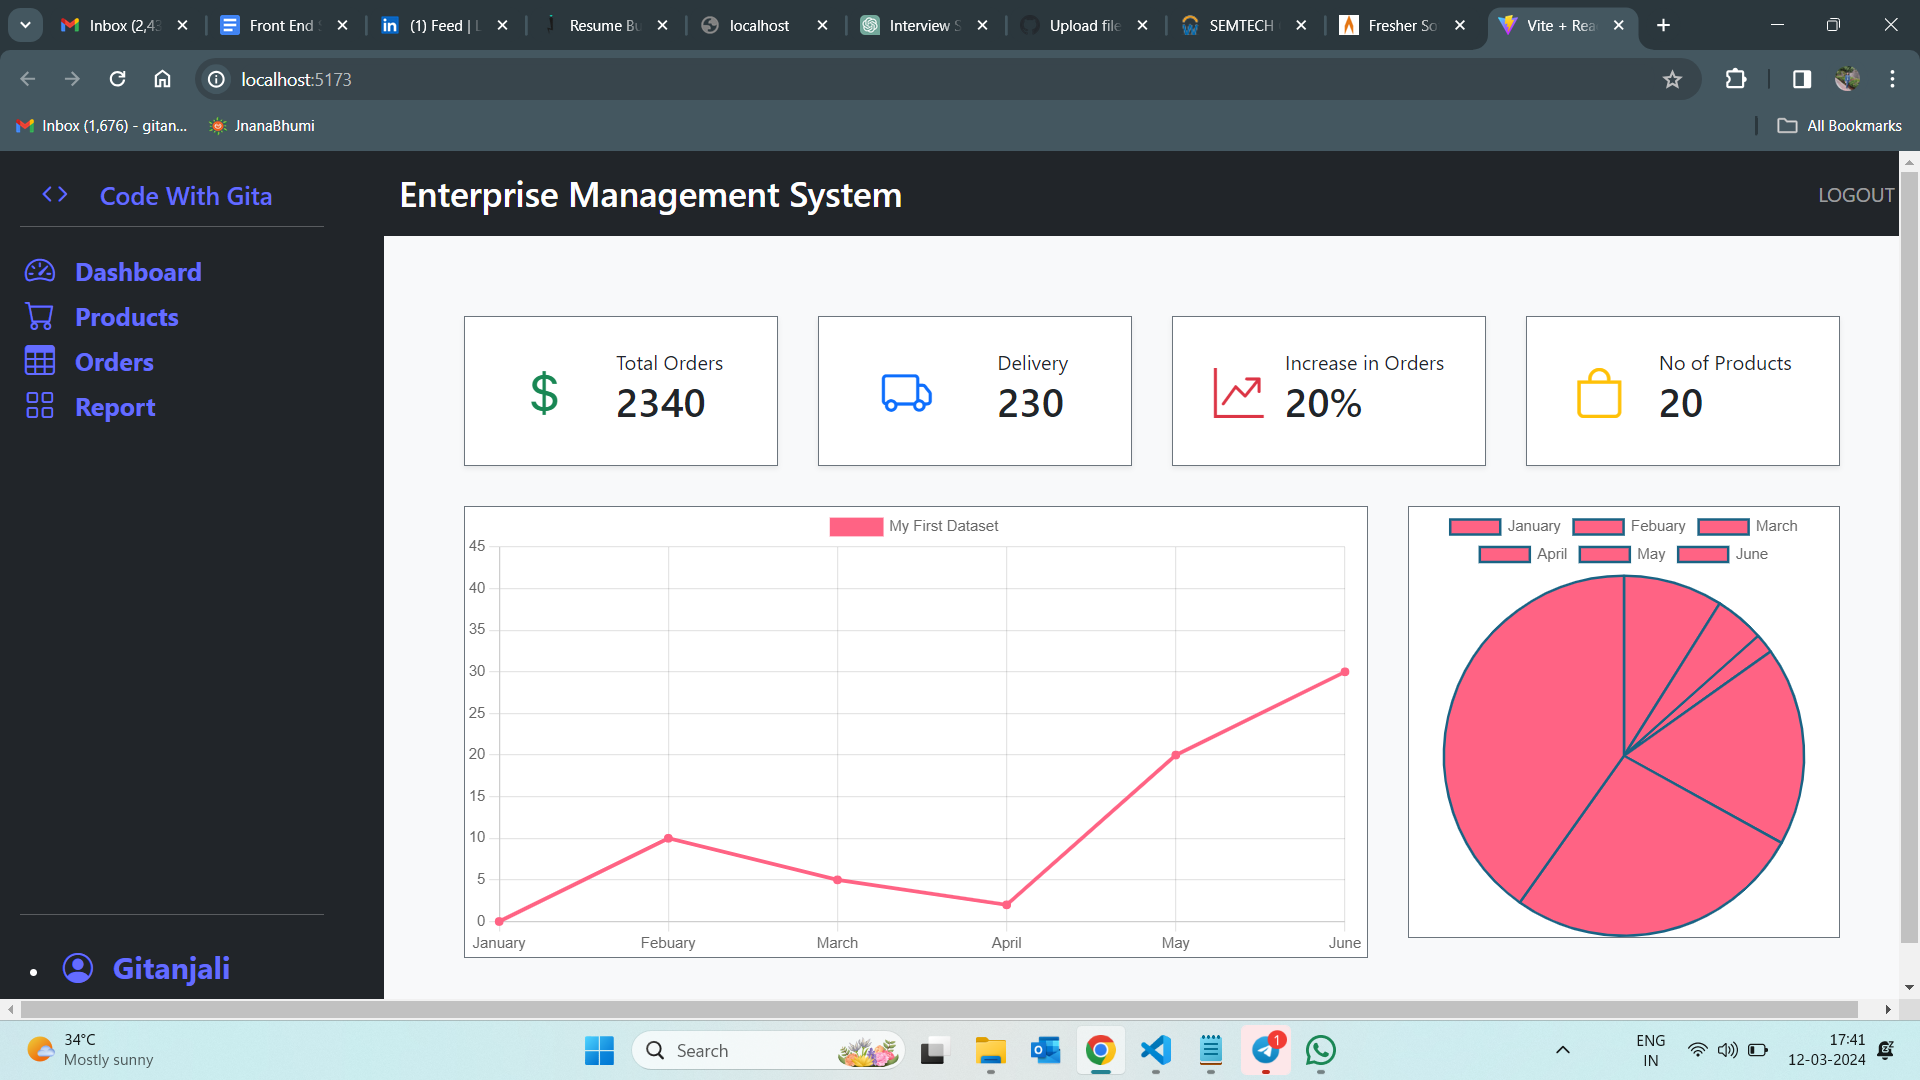 Inbox (2,43
Front End
(1) Feed | L
Resume Bu
localhost
Interview S
Upload file
SEMTECH
Fresher So
Vite + Rea
localhost:5173
Inbox (1,676) - gitan...
JnanaBhumi
All Bookmarks
Code With Gita
Enterprise Management System
LOGOUT
Dashboard
Products
Orders
Report
Total Orders
2340
Delivery
230
Increase in Orders
20%
No of Products
20
My First Dataset
45
40
35
30
25
20
15
10
5
0
January Febuary March April May June
January Febuary March
April May June
Gitanjali
34°C
Mostly sunny
Search
1
ENG
IN
17:41
12-03-2024